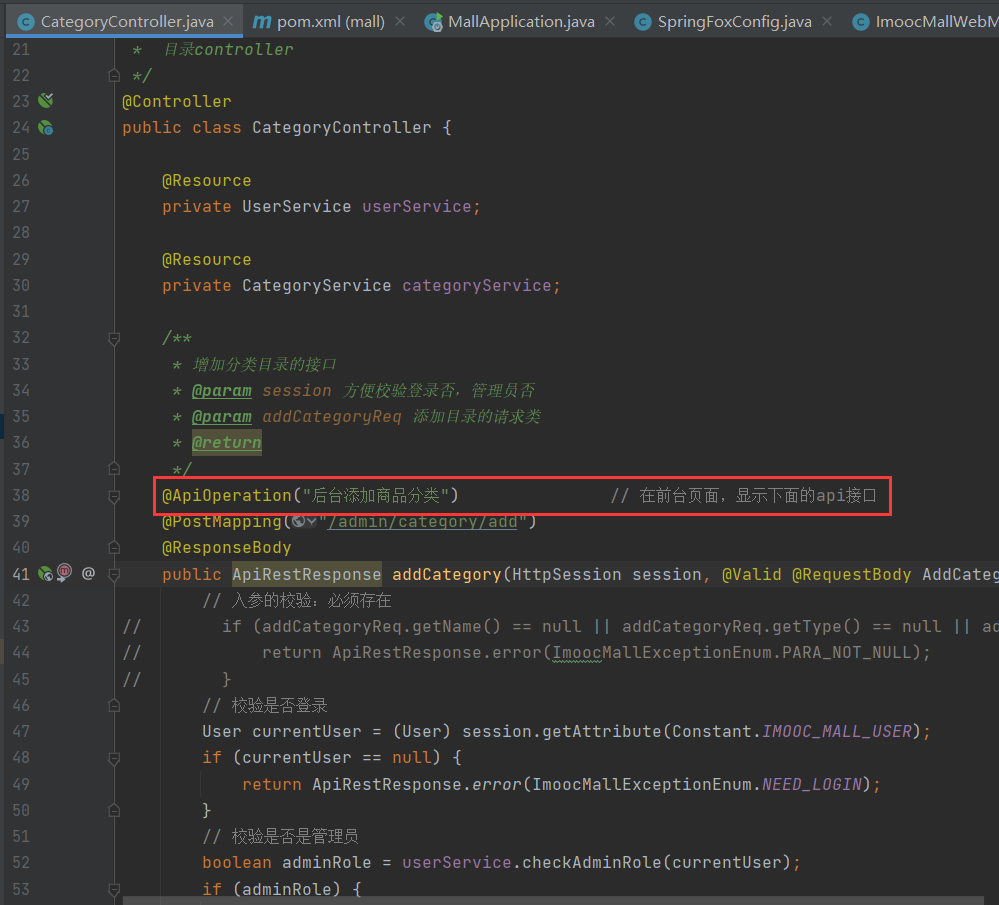 CategoryController.java × m pom.xml (mall) × MallApplication.java × SpringFoxConfig.java × ImoocMallWebM
21 * 目录controller
22 */
23 @Controller
24 public class CategoryController {
25
26 @Resource
27 private UserService userService;
28
29 @Resource
30 private CategoryService categoryService;
31
32 /**
33 * 增加分类目录的接口
34 * @param session 方便校验登录否，管理员否
35 * @param addCategoryReq 添加目录的请求类
36 * @return
37 */
38 @ApiOperation("后台添加商品分类") // 在前台页面，显示下面的api接口
39 @PostMapping("/admin/category/add")
40 @ResponseBody
41 @ public ApiRestResponse addCategory(HttpSession session, @Valid @RequestBody AddCateg
42 // 入参的校验：必须存在
43 // if (addCategoryReq.getName() == null || addCategoryReq.getType() == null || ad
44 // return ApiRestResponse.error(ImoocMallExceptionEnum.PARA_NOT_NULL);
45 // }
46 // 校验是否登录
47 User currentUser = (User) session.getAttribute(Constant.IMOOC_MALL_USER);
48 if (currentUser == null) {
49 return ApiRestResponse.error(ImoocMallExceptionEnum.NEED_LOGIN);
50 }
51 // 校验是否是管理员
52 boolean adminRole = userService.checkAdminRole(currentUser);
53 if (adminRole) {